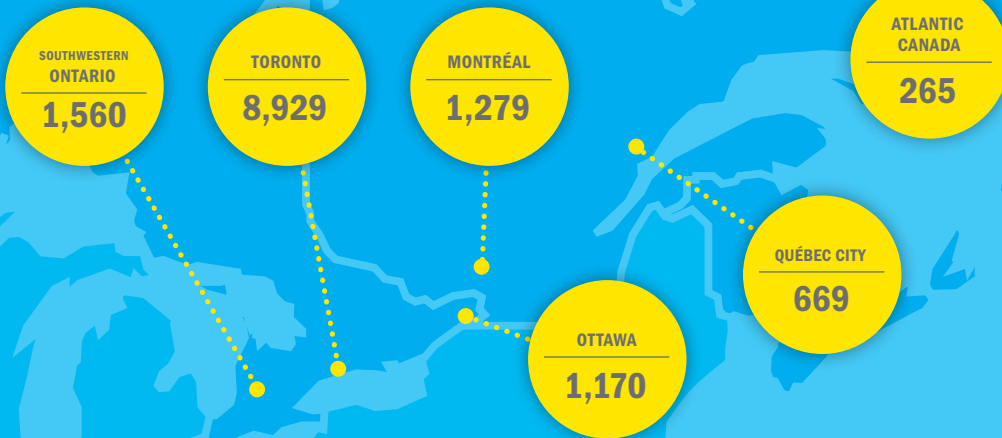 SOUTHWESTERN
ONTARIO
1,560
TORONTO
8,929
MONTRÉAL
1,279
ATLANTIC
CANADA
265
QUÉBEC CITY
669
OTTAWA
1,170